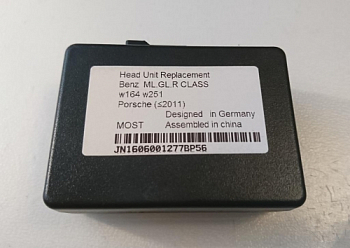 Head Unit Replacement
Benz ML.GL.R CLASS
w164 w251
Porsche (≤2011)
Designed in Germany
MOST Assembled in china
JN1606001277BP56